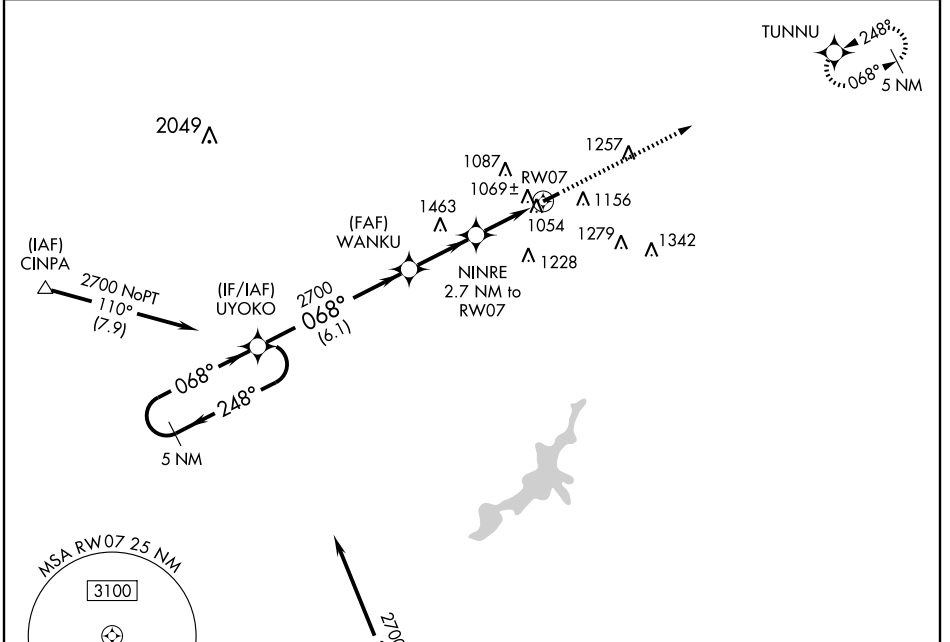 TUNNU
248°
068°
5 NM
2049
1257
1087
RW07
1069±
1156
1463
1054
(FAF)
WANKU
1279
1342
1228
(IAF)
CINPA
NINRE
2.7 NM to
RW07
2700 NoPT
110°
(7.9)
(IF/IAF)
UYOKO
2700
068°
(6.1)
068°
248°
5 NM
MSA RW07 25 NM
3100
2700